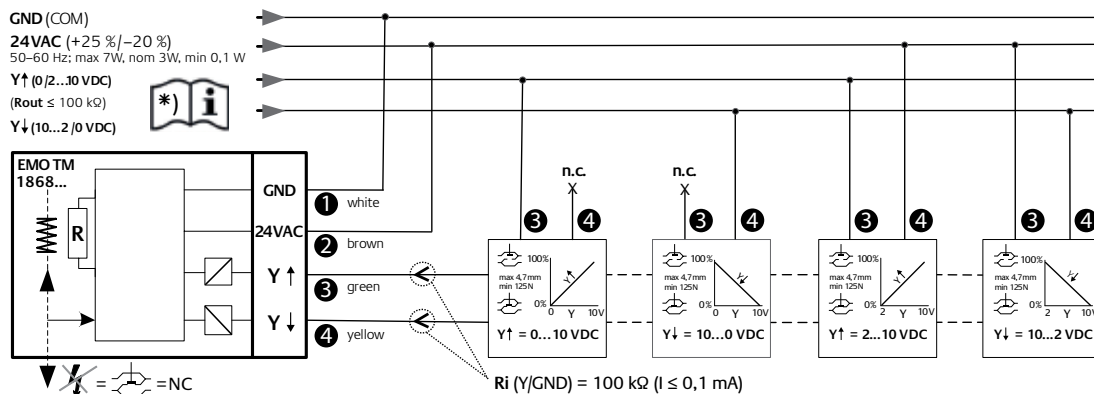 GND (COM)
24 VAC (+25 %/−20 %)
50–60 Hz; max 7W, nom 3W, min 0,1 W
Y↑ (0/2...10 VDC)
(Rout ≤ 100 kΩ)
Y↓ (10...2 /0 VDC)
*) i
EMO TM
1868...
R
GND
24VAC
Y ↑
Y ↓
1 white
2 brown
3 green
4 yellow
= = NC
n.c.
X
3 4
100%
max 4,7mm
min 125N
Y↑
0%
0 Y 10V
Y↑ = 0...10 VDC
n.c.
X
3 4
100%
max 4,7mm
min 125N
Y↓
0%
0 Y 10V
Y↓ = 10...0 VDC
3 4
100%
max 4,7mm
min 125N
Y↑
0%
2 Y 10V
Y↑ = 2...10 VDC
3 4
100%
max 4,7mm
min 125N
Y↓
0%
2 Y 10V
Y↓ = 10...2 VDC
Ri (Y/GND) = 100 kΩ (I ≤ 0,1 mA)